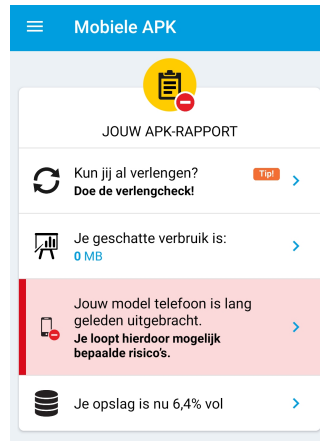 Mobiele APK
JOUW APK-RAPPORT
Kun jij al verlengen?
Tip!
Doe de verlengcheck!
Je geschatte verbruik is:
0 MB
Jouw model telefoon is lang
geleden uitgebracht.
Je loopt hierdoor mogelijk
bepaalde risico's.
Je opslag is nu 6,4% vol